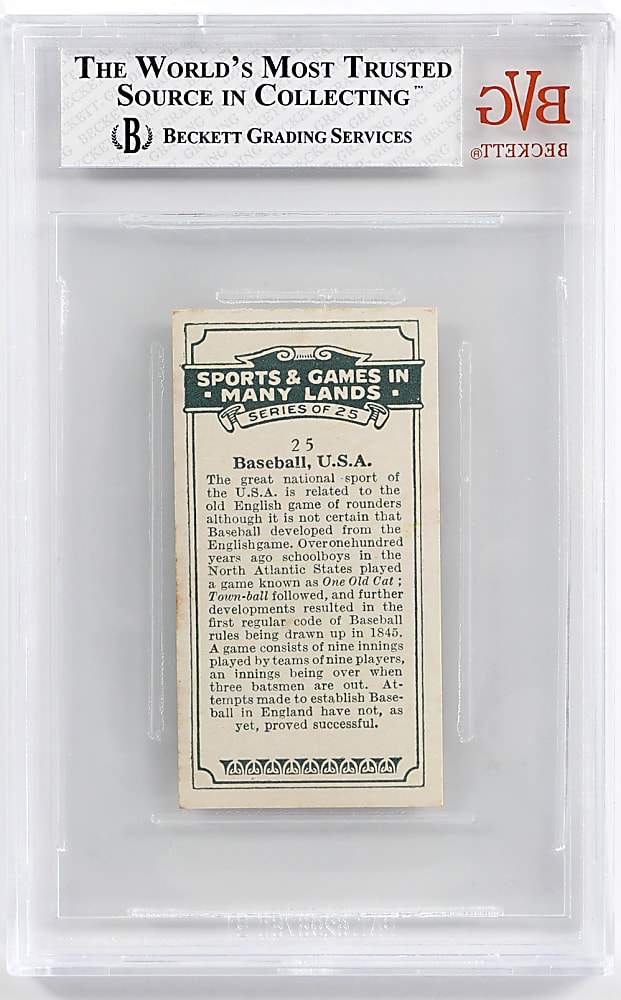 THE WORLD'S MOST TRUSTED
SOURCE IN COLLECTING™
B BECKETT GRADING SERVICES
BVG
BECKETT®
SPORTS & GAMES IN
· MANY LANDS ·
SERIES OF 25
25
Baseball, U.S.A.
The great national sport of
the U.S.A. is related to the
old English game of rounders
although it is not certain that
Baseball developed from the
Englishgame. Overonehundred
years ago schoolboys in the
North Atlantic States played
a game known as One Old Cat ;
Town-ball followed, and further
developments resulted in the
first regular code of Baseball
rules being drawn up in 1845.
A game consists of nine innings
played by teams of nine players,
an innings being over when
three batsmen are out. At-
tempts made to establish Base-
ball in England have not, as
yet, proved successful.